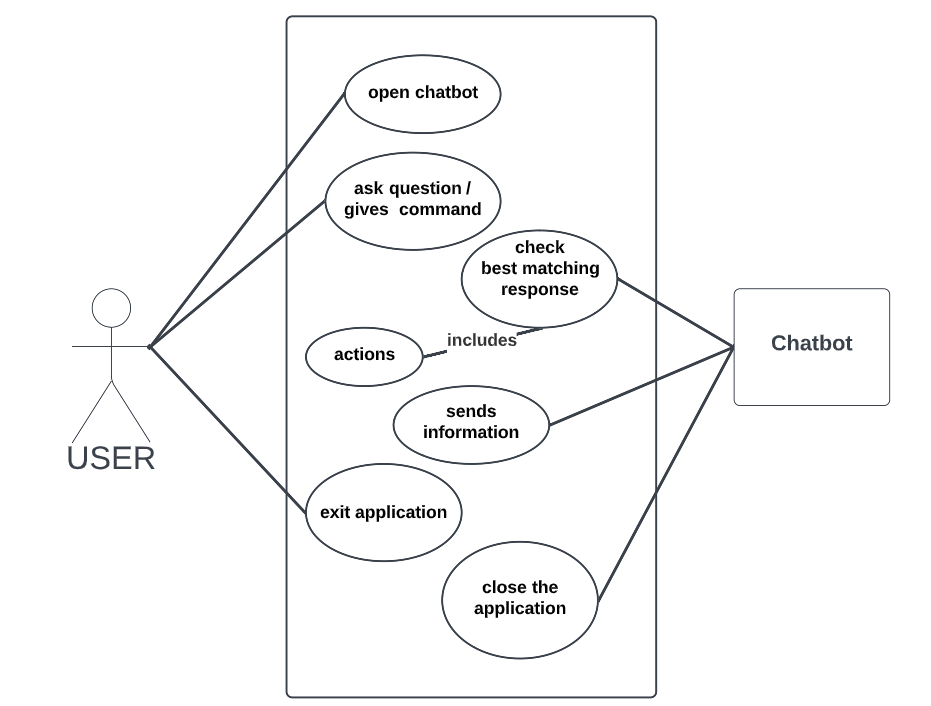 open chatbot
ask question /
gives command
check
best matching
response
includes
actions
Chatbot
sends
information
USER
exit application
close the
application